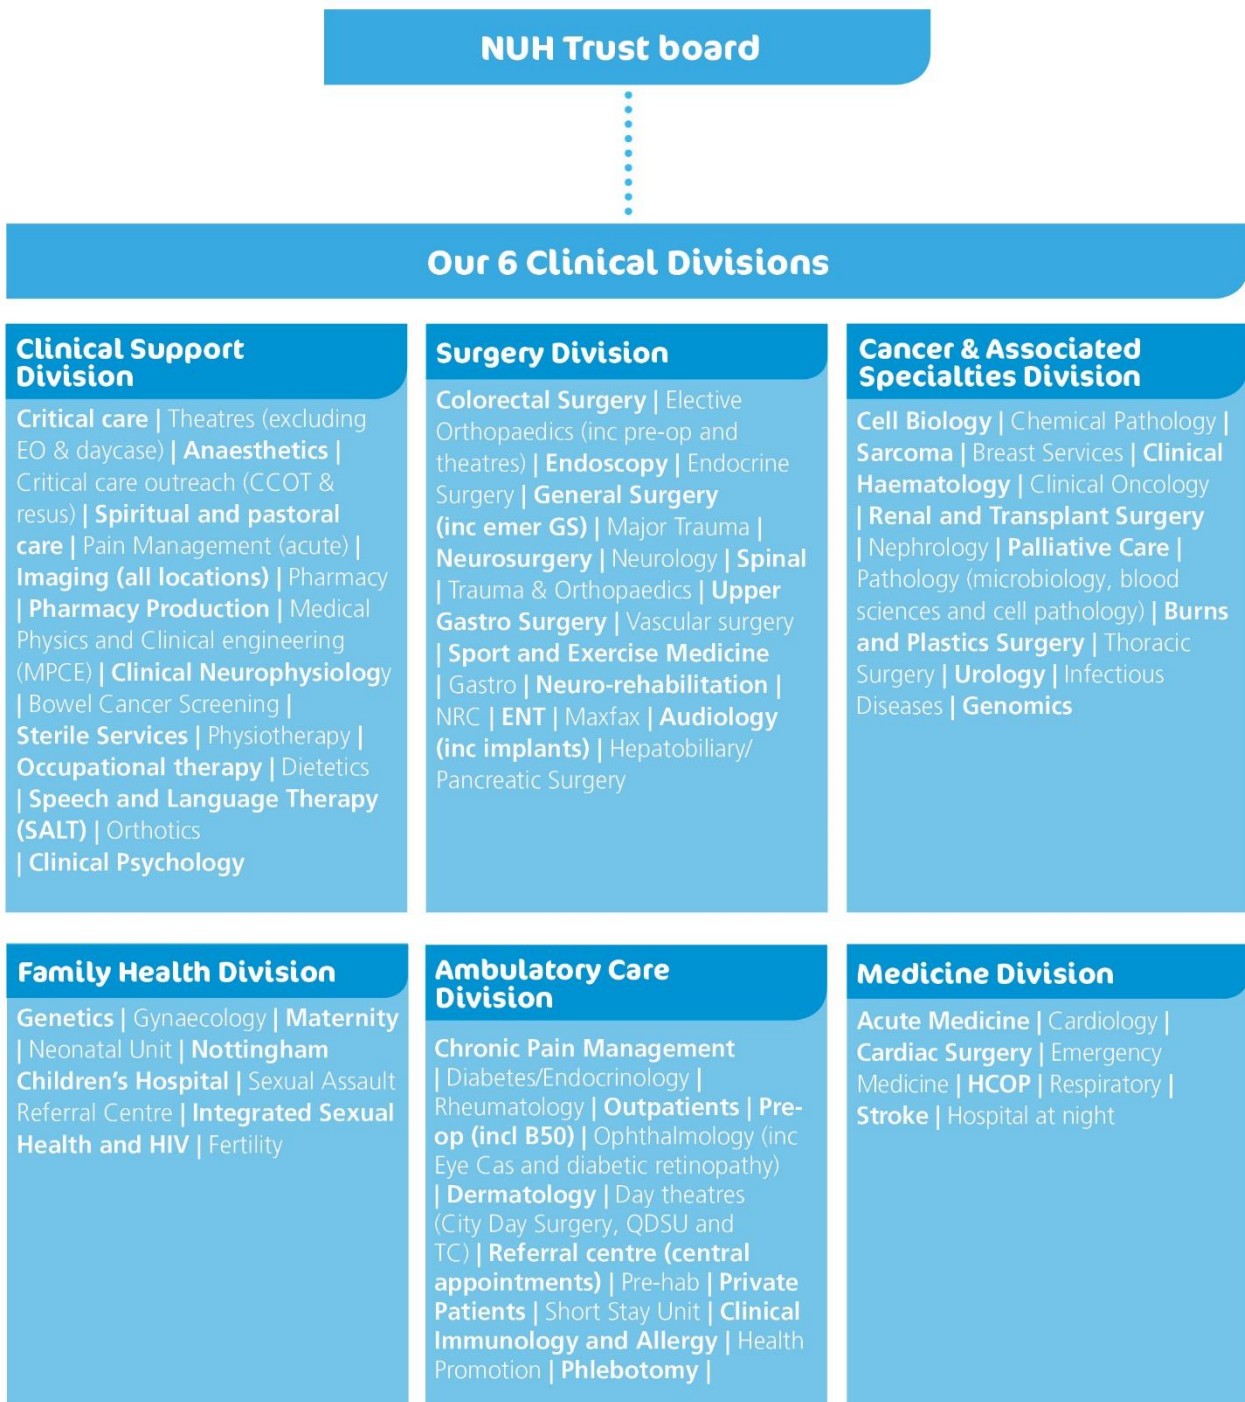 NUH Trust board
Our 6 Clinical Divisions
Clinical Support
Division
Critical care | Theatres (excluding
EO & daycase) | Anaesthetics |
Critical care outreach (CCOT &
resus) | Spiritual and pastoral
care | Pain Management (acute) |
Imaging (all locations) | Pharmacy
| Pharmacy Production | Medical
Physics and Clinical engineering
(MPCE) | Clinical Neurophysiology
| Bowel Cancer Screening |
Sterile Services | Physiotherapy |
Occupational therapy | Dietetics
| Speech and Language Therapy
(SALT) | Orthotics
| Clinical Psychology
Surgery Division
Colorectal Surgery | Elective
Orthopaedics (inc pre-op and
theatres) | Endoscopy | Endocrine
Surgery | General Surgery
(inc emer GS) | Major Trauma |
Neurosurgery | Neurology | Spinal
| Trauma & Orthopaedics | Upper
Gastro Surgery | Vascular surgery
| Sport and Exercise Medicine
| Gastro | Neuro-rehabilitation |
NRC | ENT | Maxfax | Audiology
(inc implants) | Hepatobiliary/
Pancreatic Surgery
Cancer & Associated
Specialties Division
Cell Biology | Chemical Pathology |
Sarcoma | Breast Services | Clinical
Haematology | Clinical Oncology
| Renal and Transplant Surgery
| Nephrology | Palliative Care |
Pathology (microbiology, blood
sciences and cell pathology) | Burns
and Plastics Surgery | Thoracic
Surgery | Urology | Infectious
Diseases | Genomics
Family Health Division
Genetics | Gynaecology | Maternity
| Neonatal Unit | Nottingham
Children's Hospital | Sexual Assault
Referral Centre | Integrated Sexual
Health and HIV | Fertility
Ambulatory Care
Division
Chronic Pain Management
| Diabetes/Endocrinology |
Rheumatology | Outpatients | Pre-
op (incl B50) | Ophthalmology (inc
Eye Cas and diabetic retinopathy)
| Dermatology | Day theatres
(City Day Surgery, QDSU and
TC) | Referral centre (central
appointments) | Pre-hab | Private
Patients | Short Stay Unit | Clinical
Immunology and Allergy | Health
Promotion | Phlebotomy |
Medicine Division
Acute Medicine | Cardiology |
Cardiac Surgery | Emergency
Medicine | HCOP | Respiratory |
Stroke | Hospital at night